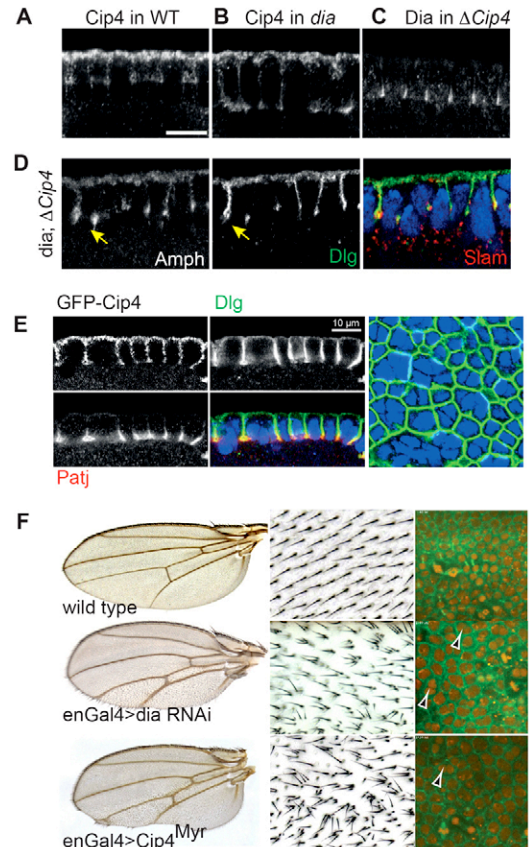 A Cip4 in WT B Cip4 in dia C Dia in ΔCip4
D
dia; ΔCip4
Amph Dlg Slam
E GFP-Cip4 Dlg
10 μm
Patj
F
wild type
enGal4>dia RNAi
enGal4>Cip4Myr